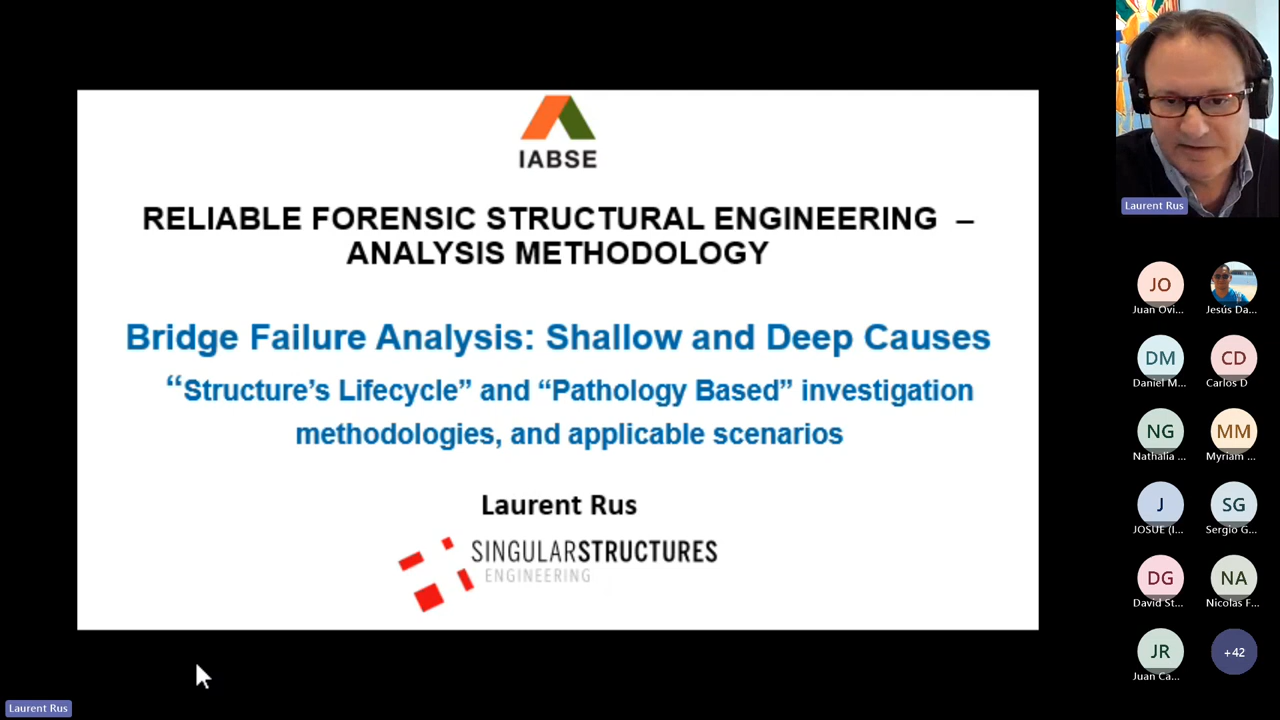 IABSE
RELIABLE FORENSIC STRUCTURAL ENGINEERING –
ANALYSIS METHODOLOGY
Bridge Failure Analysis: Shallow and Deep Causes
“Structure’s Lifecycle” and “Pathology Based” investigation
methodologies, and applicable scenarios
Laurent Rus
SINGULARSTRUCTURES
ENGINEERING
Laurent Rus
Laurent Rus
JO
Juan Ovi...
Jesús Da...
DM
Daniel M...
CD
Carlos D
NG
Nathalia ...
MM
Myriam ...
J
JOSUE (I...
SG
Sergio G...
DG
David St...
NA
Nicolas F...
JR
Juan Ca...
+42